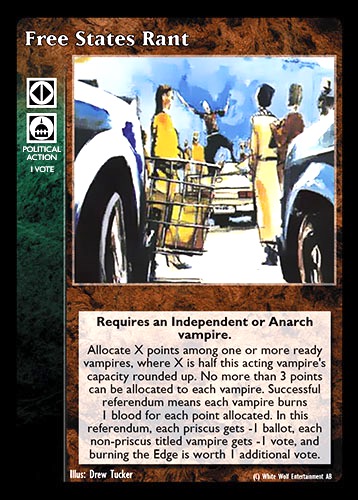 Free States Rant
POLITICAL
ACTION
1 VOTE
Requires an Independent or Anarch
vampire.
Allocate X points among one or more ready
vampires, where X is half this acting vampire's
capacity rounded up. No more than 3 points
can be allocated to each vampire. Successful
referendum means each vampire burns
1 blood for each point allocated. In this
referendum, each priscus gets -1 ballot, each
non-priscus titled vampire gets -1 vote, and
burning the Edge is worth 1 additional vote.
Illus: Drew Tucker
(C) White Wolf Entertainment AB